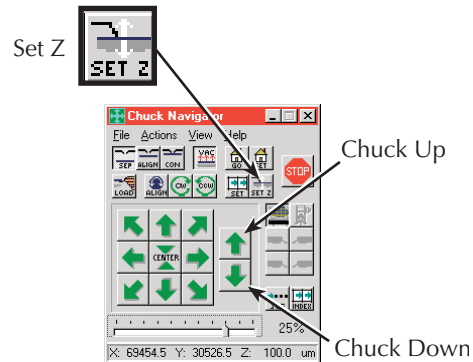 Set Z
SET Z
Chuck Navigator
File Actions View Help
SEP ALIGN CON VAC GO SET STOP
LOAD ALIGN CW CCW SET SET Z
Chuck Up
CENTER
INDEX
25%
Chuck Down
X: 69454.5 Y: 30526.5 Z: 100.0 um